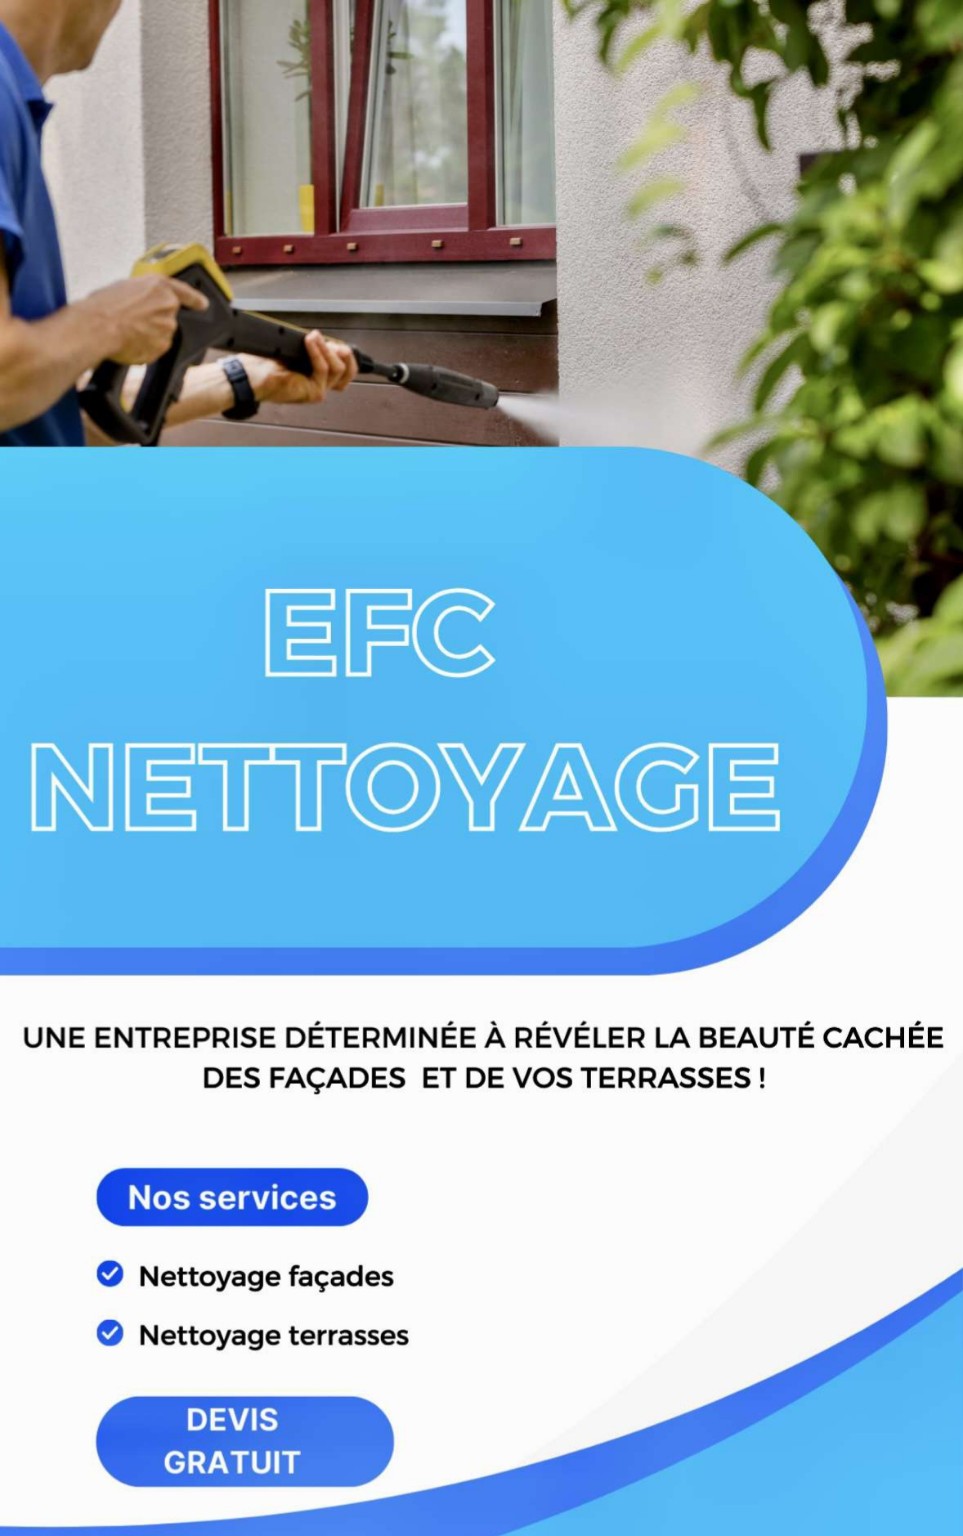 EFC
NETTOYAGE
UNE ENTREPRISE DÉTERMINÉE À RÉVÉLER LA BEAUTÉ CACHÉE
DES FAÇADES ET DE VOS TERRASSES !
Nos services
Nettoyage façades
Nettoyage terrasses
DEVIS
GRATUIT